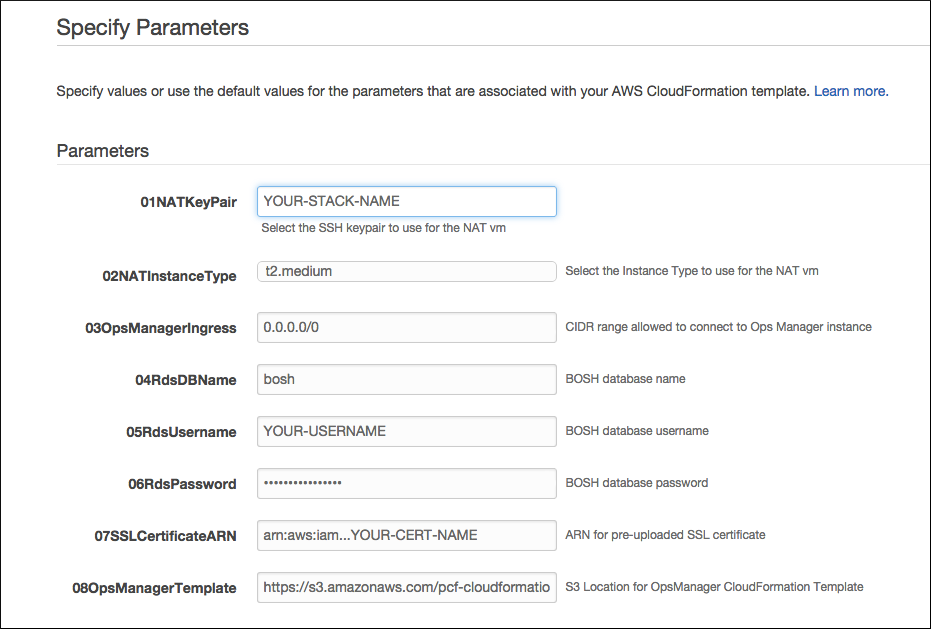 Specify Parameters
Specify values or use the default values for the parameters that are associated with your AWS CloudFormation template. Learn more.
Parameters
01NATKeyPair YOUR-STACK-NAME
Select the SSH keypair to use for the NAT vm
02NATInstanceType t2.medium Select the Instance Type to use for the NAT vm
03OpsManagerIngress 0.0.0.0/0 CIDR range allowed to connect to Ops Manager instance
04RdsDBName bosh BOSH database name
05RdsUsername YOUR-USERNAME BOSH database username
06RdsPassword •••••••••••••••• BOSH database password
07SSLCertificateARN arn:aws:iam...YOUR-CERT-NAME ARN for pre-uploaded SSL certificate
08OpsManagerTemplate https://s3.amazonaws.com/pcf-cloudformatio S3 Location for OpsManager CloudFormation Template